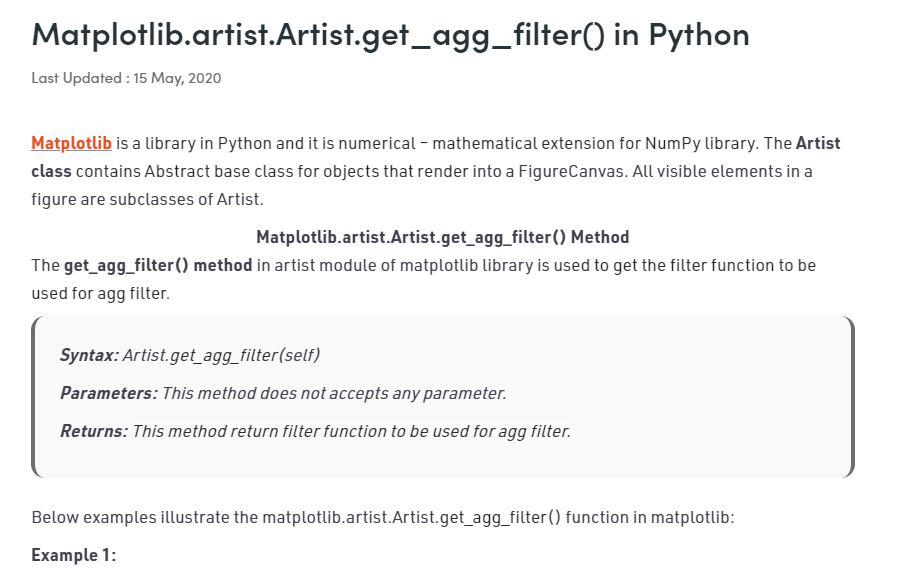 Matplotlib.artist.Artist.get_agg_filter() in Python
Last Updated : 15 May, 2020
Matplotlib is a library in Python and it is numerical – mathematical extension for NumPy library. The Artist
class contains Abstract base class for objects that render into a FigureCanvas. All visible elements in a
figure are subclasses of Artist.
Matplotlib.artist.Artist.get_agg_filter() Method
The get_agg_filter() method in artist module of matplotlib library is used to get the filter function to be
used for agg filter.
Syntax: Artist.get_agg_filter(self)
Parameters: This method does not accepts any parameter.
Returns: This method return filter function to be used for agg filter.
Below examples illustrate the matplotlib.artist.Artist.get_agg_filter() function in matplotlib:
Example 1: